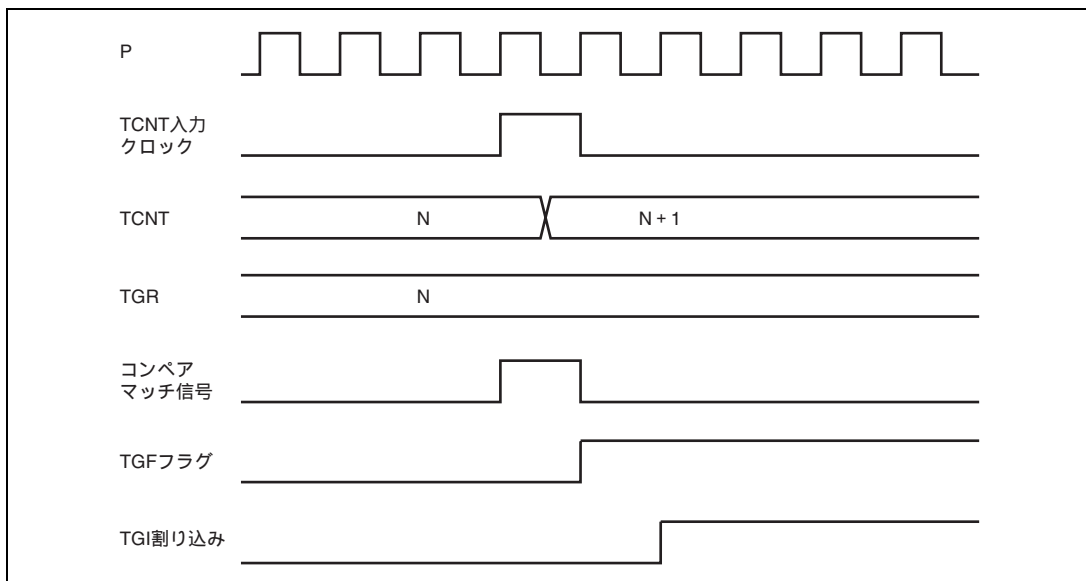 P
TCNT入力
クロック
TCNT
N
N + 1
TGR
N
コンペア
マッチ信号
TGFフラグ
TGI割り込み